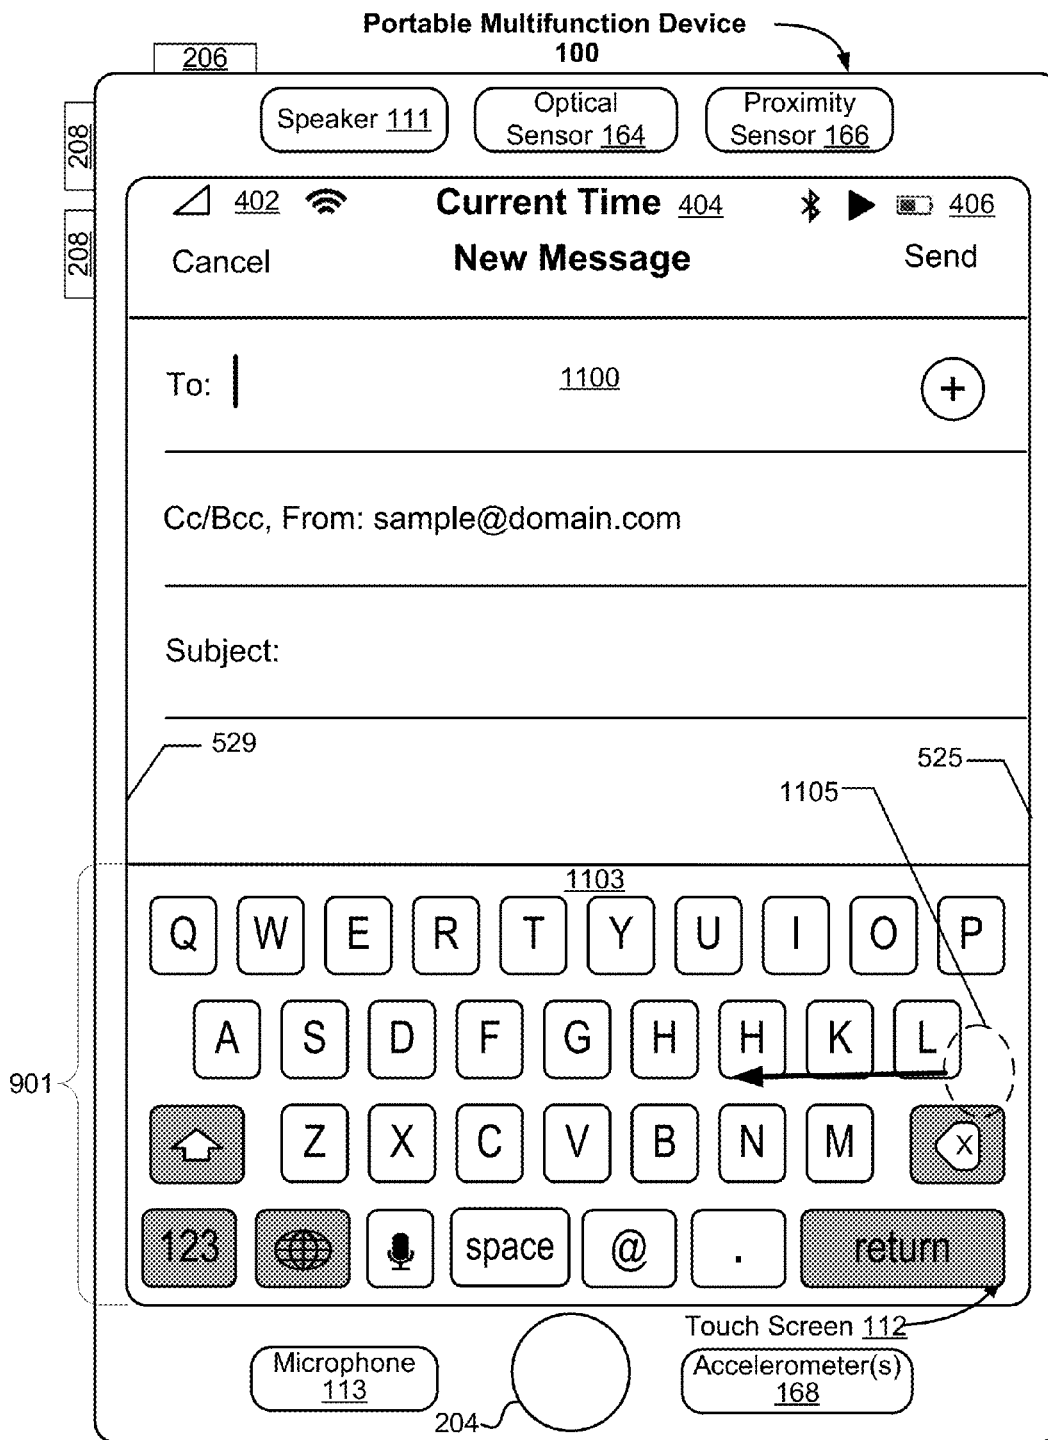 Portable Multifunction Device
100
206
208
208
Speaker 111
Optical
Sensor 164
Proximity
Sensor 166
402 Current Time 404 406
Cancel New Message Send
To: 1100 +
Cc/Bcc, From: sample@domain.com
Subject:
529
525
1105
1103
Q W E R T Y U I O P
A S D F G H H K L
901
Z X C V B N M X
123 space @ . return
Touch Screen 112
Microphone
113
204
Accelerometer(s)
168